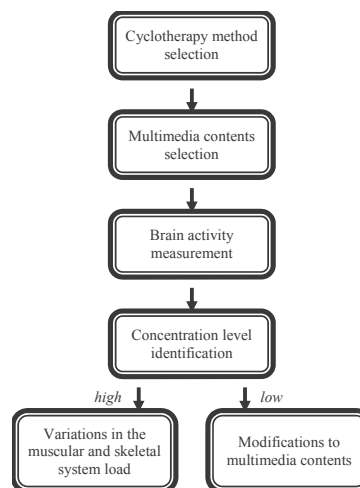 Cyclotherapy method
selection
Multimedia contents
selection
Brain activity
measurement
Concentration level
identification
high
low
Variations in the
muscular and skeletal
system load
Modifications to
multimedia contents